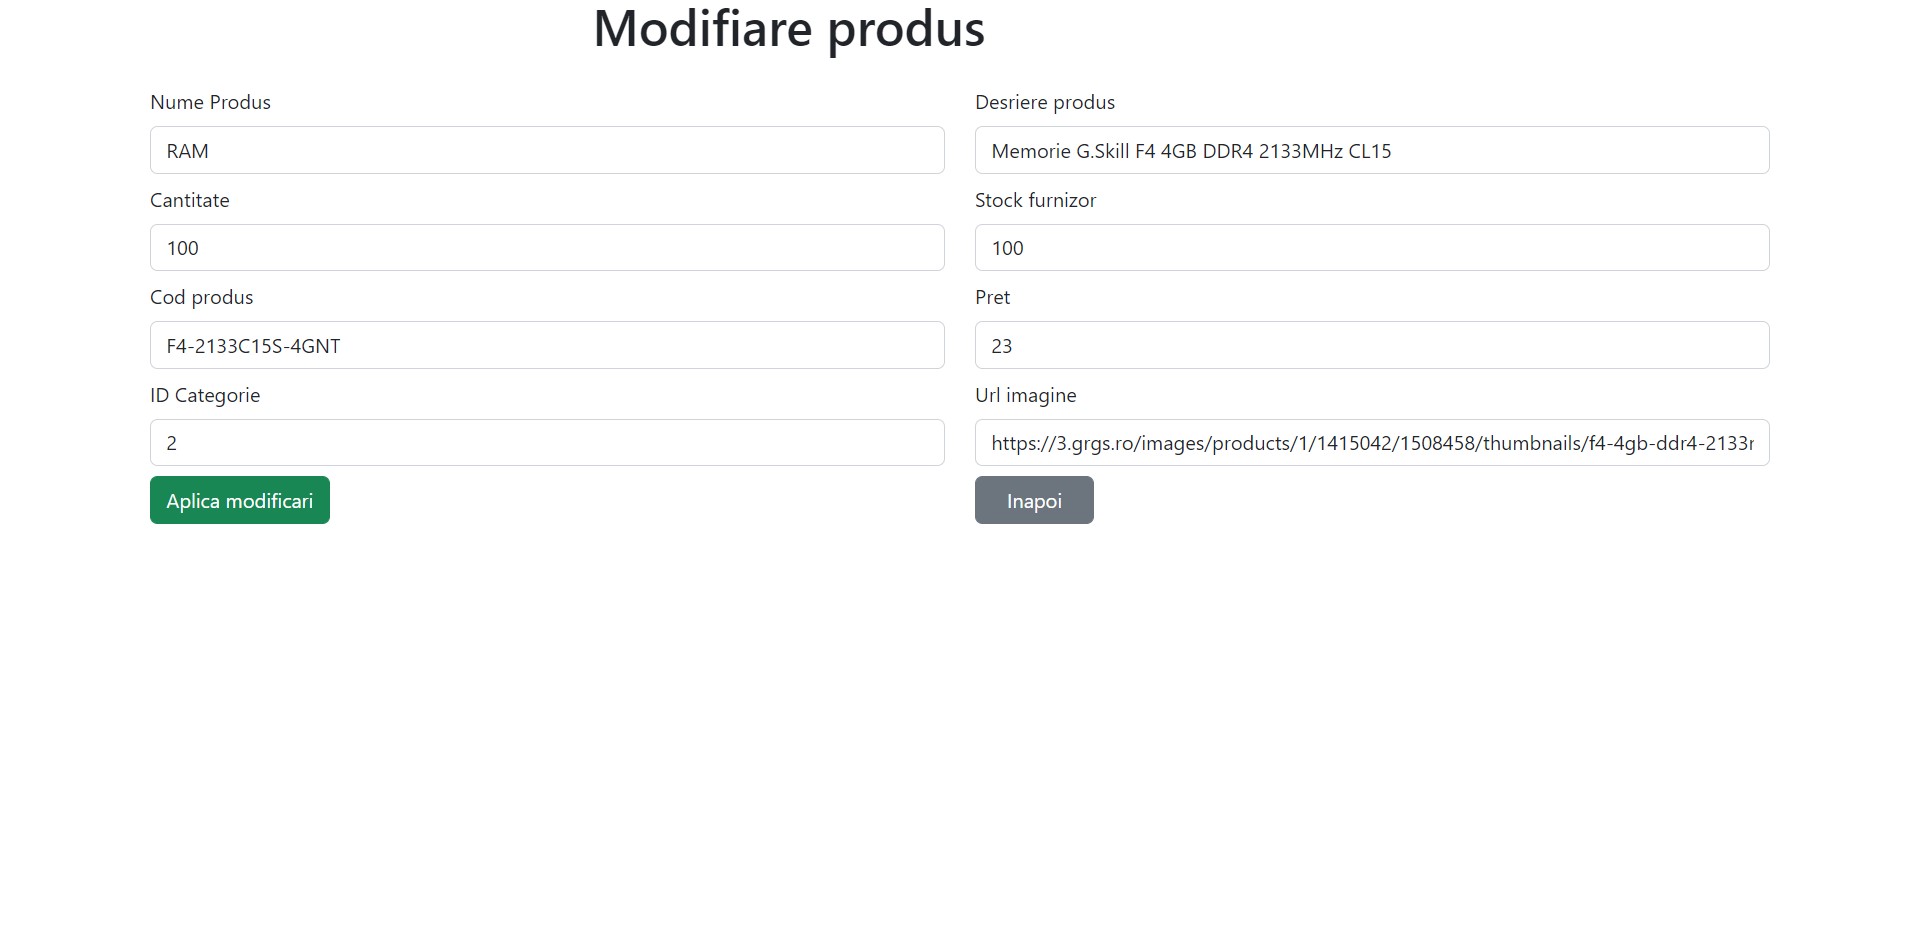 Modifiare produs
Nume Produs
Desriere produs
RAM
Memorie G.Skill F4 4GB DDR4 2133MHz CL15
Cantitate
Stock furnizor
100
100
Cod produs
Pret
F4-2133C15S-4GNT
23
ID Categorie
Url imagine
2
https://3.grgs.ro/images/products/1/1415042/1508458/thumbnails/f4-4gb-ddr4-2133
Aplica modificari
Inapoi